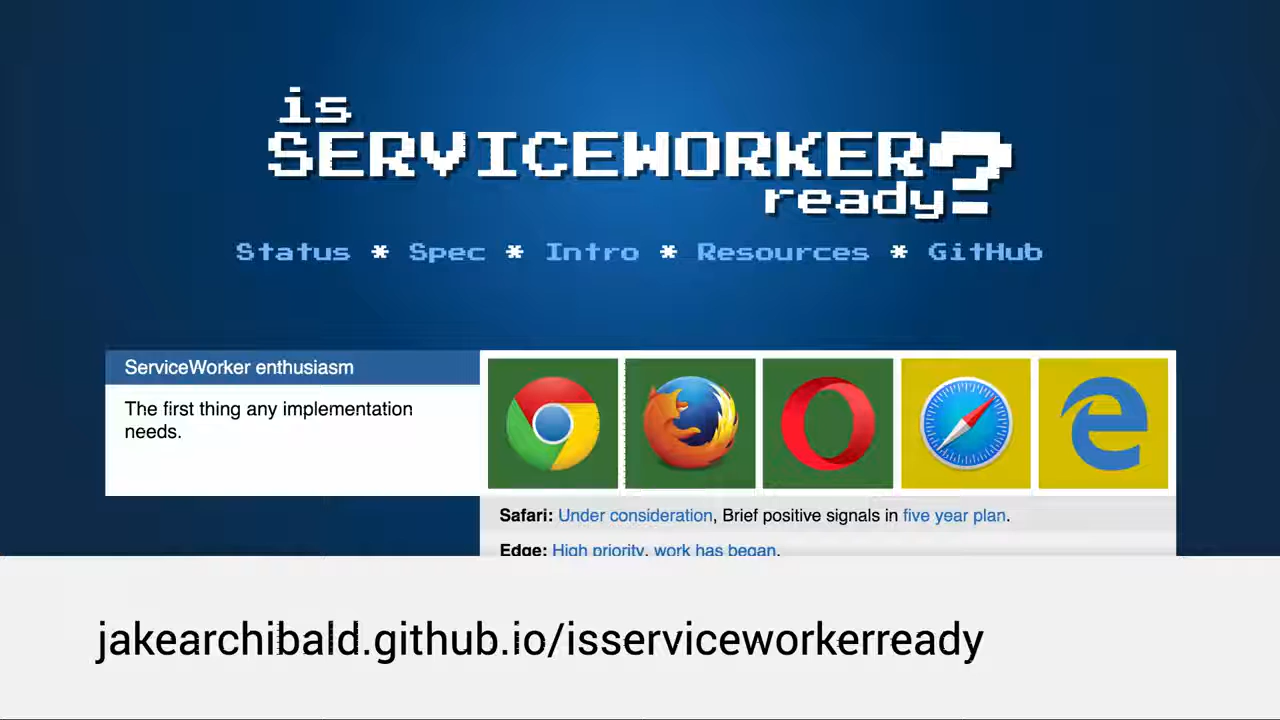 is
SERVICEWORKER?
ready
Status * Spec * Intro * Resources * GitHub
ServiceWorker enthusiasm
The first thing any implementation
needs.
Safari: Under consideration, Brief positive signals in five year plan.
Edge: High priority, work has began.
jakearchibald.github.io/isserviceworkerready